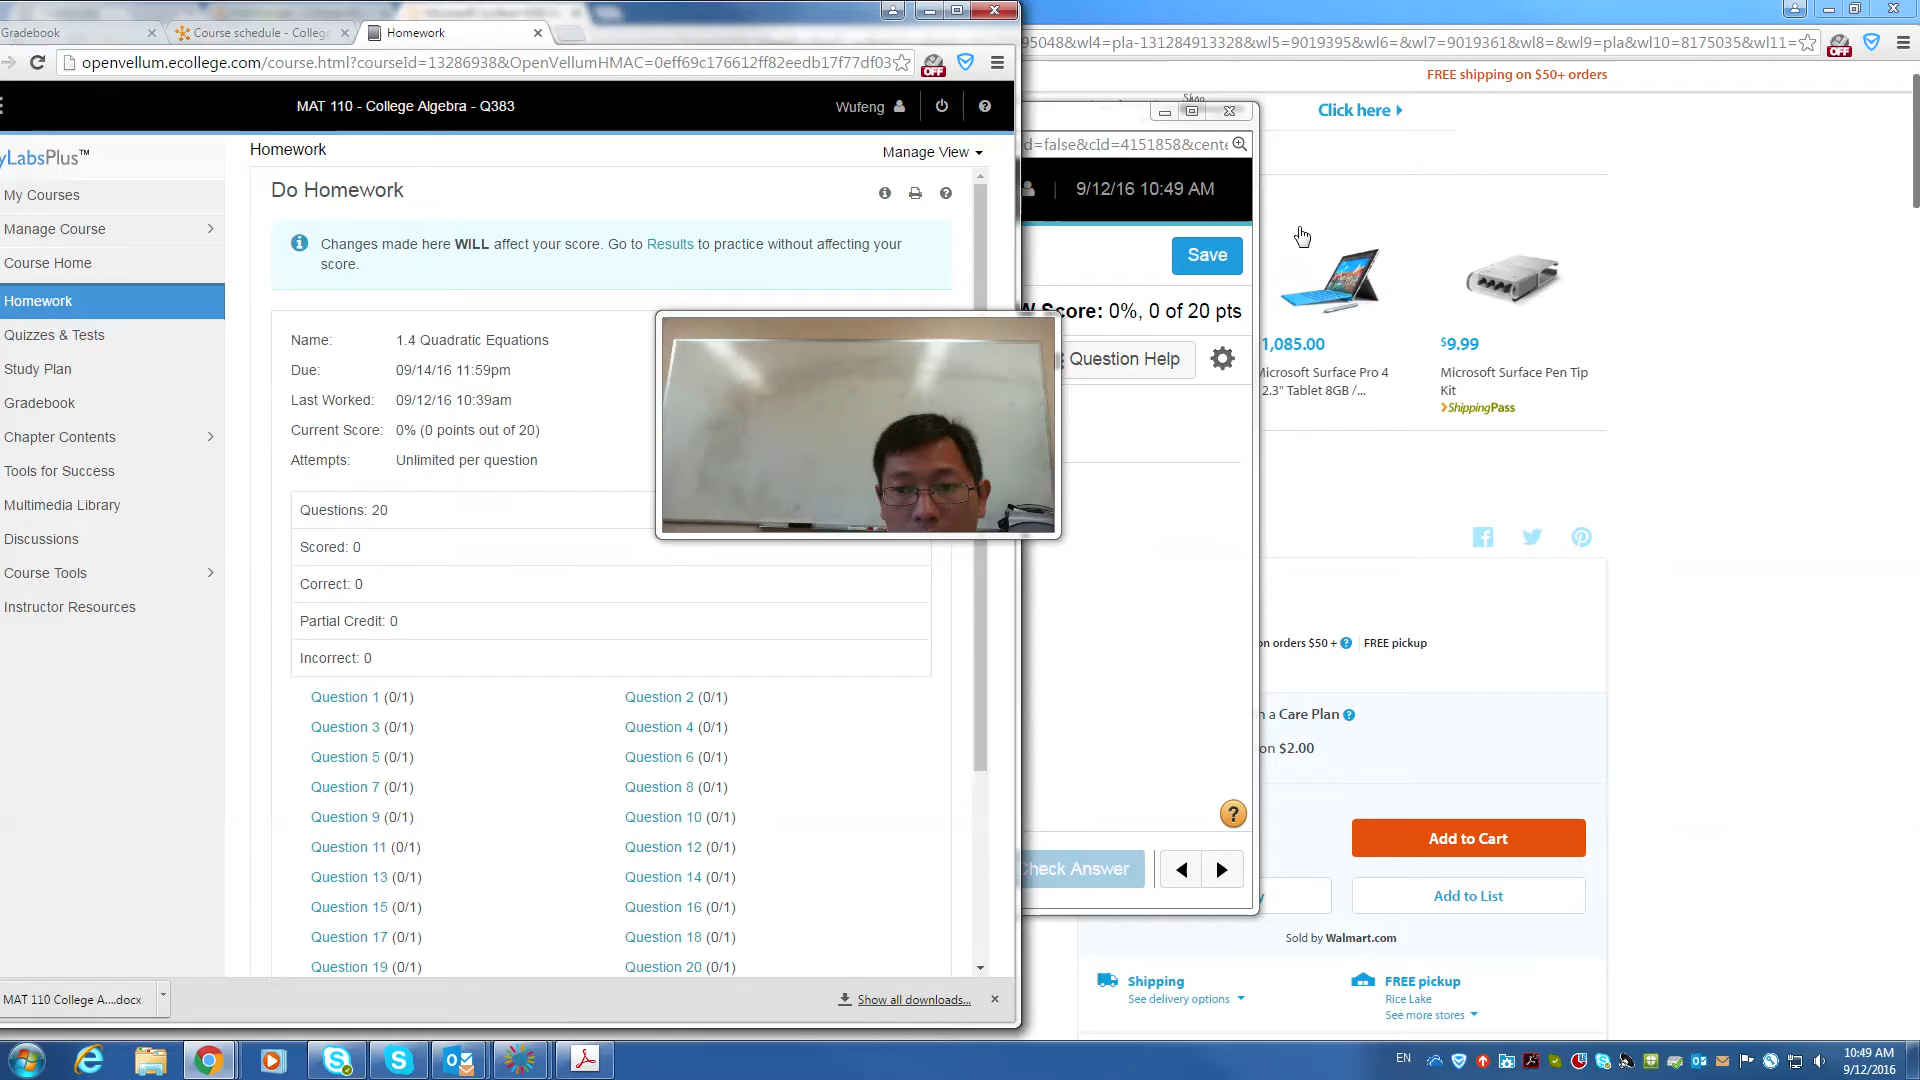 Gradebook
Course schedule - Colleg
Homework
openvellum.ecollege.com/course.html?courseId=13286938&OpenVellumHMAC=0eff69c176612ff82eedb17f77df03
OFF
MAT 110 - College Algebra - Q383
Wufeng
yLabsPlus™
My Courses
Manage Course
Course Home
Homework
Quizzes & Tests
Study Plan
Gradebook
Chapter Contents
Tools for Success
Multimedia Library
Discussions
Course Tools
Instructor Resources
Homework
Manage View
Do Homework
Changes made here WILL affect your score. Go to Results to practice without affecting your
score.
Name: 1.4 Quadratic Equations
Due: 09/14/16 11:59pm
Last Worked: 09/12/16 10:39am
Current Score: 0% (0 points out of 20)
Attempts: Unlimited per question
Questions: 20
Scored: 0
Correct: 0
Partial Credit: 0
Incorrect: 0
Question 1 (0/1) Question 2 (0/1)
Question 3 (0/1) Question 4 (0/1)
Question 5 (0/1) Question 6 (0/1)
Question 7 (0/1) Question 8 (0/1)
Question 9 (0/1) Question 10 (0/1)
Question 11 (0/1) Question 12 (0/1)
Question 13 (0/1) Question 14 (0/1)
Question 15 (0/1) Question 16 (0/1)
Question 17 (0/1) Question 18 (0/1)
Question 19 (0/1) Question 20 (0/1)
MAT 110 College A....docx
Show all downloads...
d=false&cId=4151858&cente
9/12/16 10:49 AM
Save
W Score: 0%, 0 of 20 pts
Question Help
Check Answer
95048&wl4=pla-131284913328&wl5=9019395&wl6=&wl7=9019361&wl8=&wl9=pla&wl10=8175035&wl11=
OFF
FREE shipping on $50+ orders
Click here
1,085.00
Microsoft Surface Pro 4
2.3" Tablet 8GB /...
$9.99
Microsoft Surface Pen Tip
Kit
ShippingPass
on orders $50 + FREE pickup
n a Care Plan
on $2.00
Add to Cart
y
Add to List
Sold by Walmart.com
Shipping
See delivery options
FREE pickup
Rice Lake
See more stores
EN
10:49 AM
9/12/2016